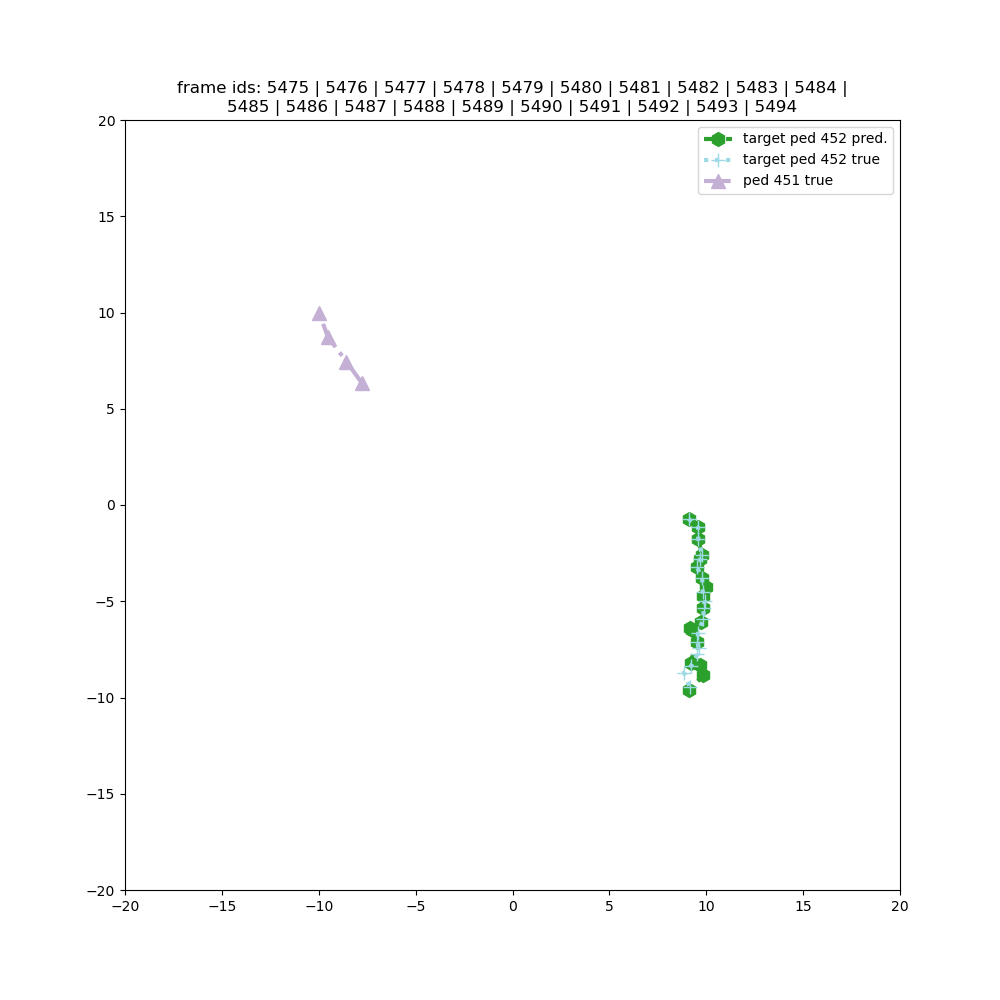 frame ids: 5475 | 5476 | 5477 | 5478 | 5479 | 5480 | 5481 | 5482 | 5483 | 5484 |
5485 | 5486 | 5487 | 5488 | 5489 | 5490 | 5491 | 5492 | 5493 | 5494
target ped 452 pred.
target ped 452 true
ped 451 true
20
15
10
5
0
−5
−10
−15
−20
−20 −15 −10 −5 0 5 10 15 20